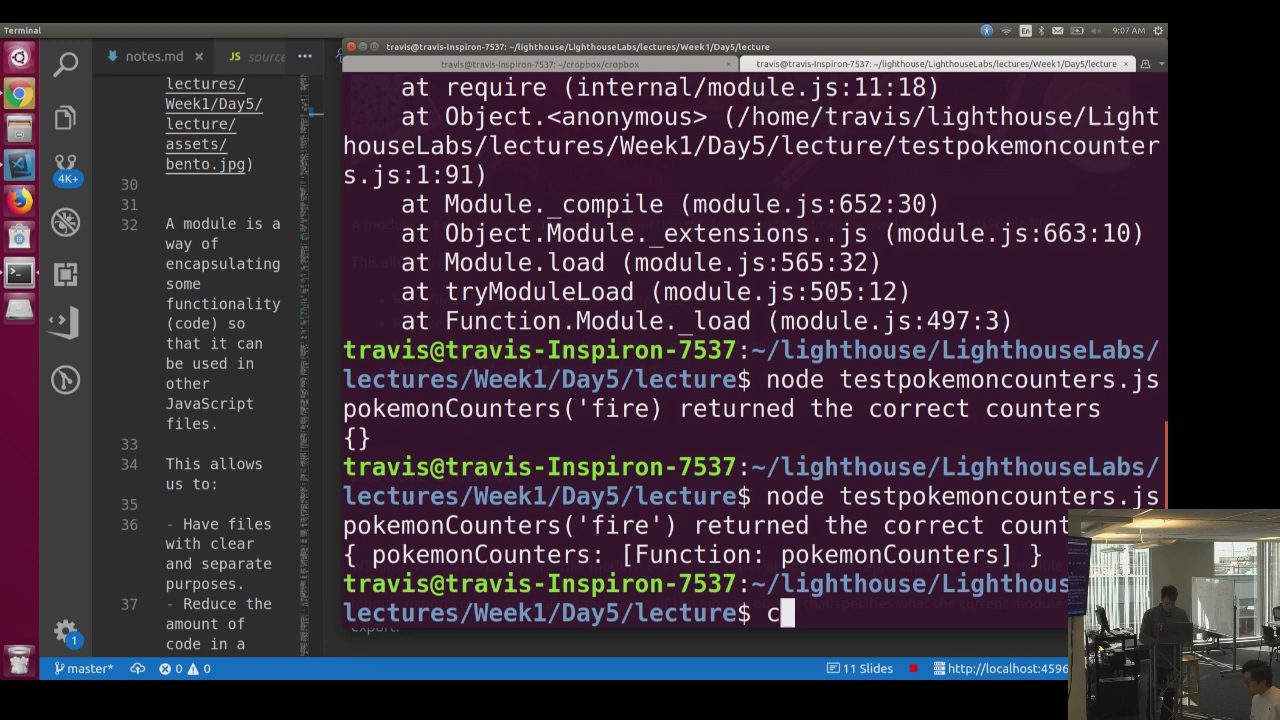 Terminal
En
9:07 AM
travis@travis-Inspiron-7537: ~/lighthouse/LighthouseLabs/lectures/Week1/Day5/lecture
travis@travis-Inspiron-7537: ~/cropbox/cropbox
travis@travis-Inspiron-7537: ~/lighthouse/LighthouseLabs/lectures/Week1/Day5/lecture
notes.md
JS source
lectures/
Week1/Day5/
lecture/
assets/
bento.jpg)
30
31
32 A module is a
way of
encapsulating
some
functionality
(code) so
that it can
be used in
other
JavaScript
files.
33
34 This allows
us to:
35
36 - Have files
with clear
and separate
purposes.
37 - Reduce the
amount of
code in a
at require (internal/module.js:11:18)
at Object.<anonymous> (/home/travis/lighthouse/Light
houseLabs/lectures/Week1/Day5/lecture/testpokemoncounter
s.js:1:91)
at Module._compile (module.js:652:30)
at Object.Module._extensions..js (module.js:663:10)
at Module.load (module.js:565:32)
at tryModuleLoad (module.js:505:12)
at Function.Module._load (module.js:497:3)
travis@travis-Inspiron-7537:~/lighthouse/LighthouseLabs/
lectures/Week1/Day5/lecture$ node testpokemoncounters.js
pokemonCounters('fire) returned the correct counters
{}
travis@travis-Inspiron-7537:~/lighthouse/LighthouseLabs/
lectures/Week1/Day5/lecture$ node testpokemoncounters.js
pokemonCounters('fire') returned the correct count
{ pokemonCounters: [Function: pokemonCounters] }
travis@travis-Inspiron-7537:~/lighthouse/Lighthous
lectures/Week1/Day5/lecture$ c
export.
4K+
1
master*
0
0
11 Slides
http://localhost:4596